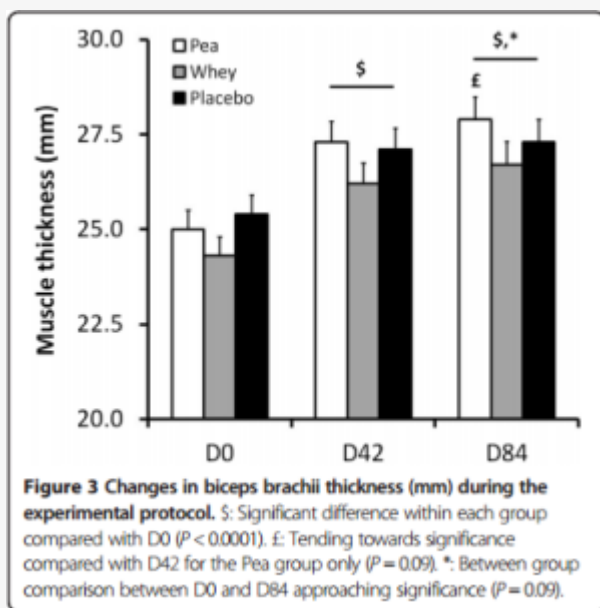 30.0
Pea
Whey
Placebo
$
$,*
£
27.5
25.0
22.5
20.0
Muscle thickness (mm)
D0 D42 D84
Figure 3 Changes in biceps brachii thickness (mm) during the
experimental protocol. $: Significant difference within each group
compared with D0 (P < 0.0001). £: Tending towards significance
compared with D42 for the Pea group only (P = 0.09). *: Between group
comparison between D0 and D84 approaching significance (P = 0.09).